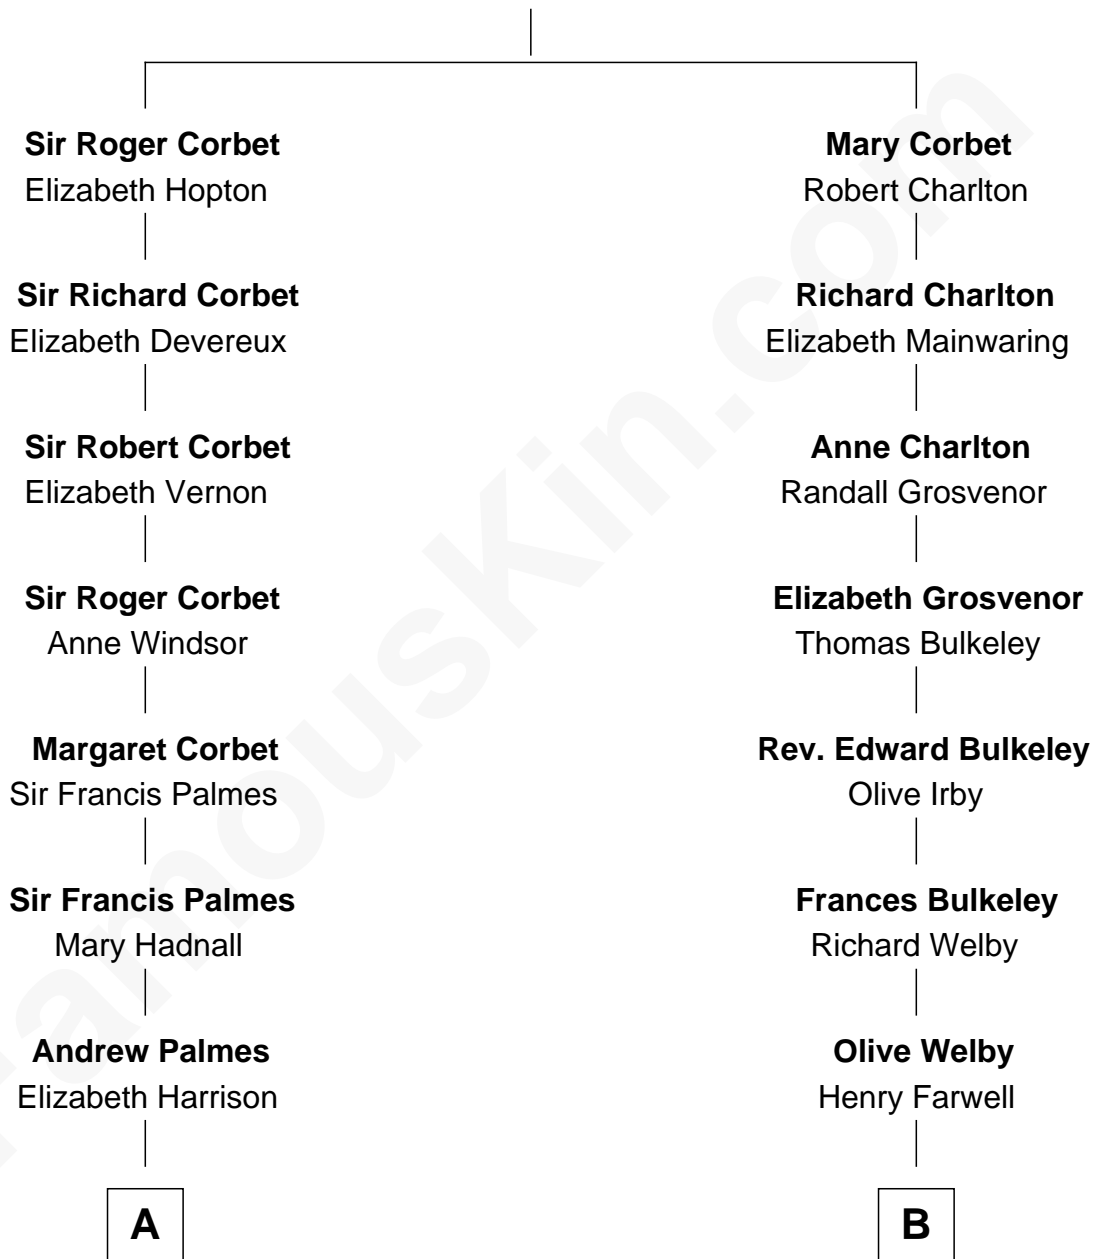 Sir Roger Corbet
Elizabeth Hopton
Sir Richard Corbet
Elizabeth Devereux
Sir Robert Corbet
Elizabeth Vernon
Sir Roger Corbet
Anne Windsor
Margaret Corbet
Sir Francis Palmes
Sir Francis Palmes
Mary Hadnall
Andrew Palmes
Elizabeth Harrison
A
Mary Corbet
Robert Charlton
Richard Charlton
Elizabeth Mainwaring
Anne Charlton
Randall Grosvenor
Elizabeth Grosvenor
Thomas Bulkeley
Rev. Edward Bulkeley
Olive Irby
Frances Bulkeley
Richard Welby
Olive Welby
Henry Farwell
B
FamousKin.com